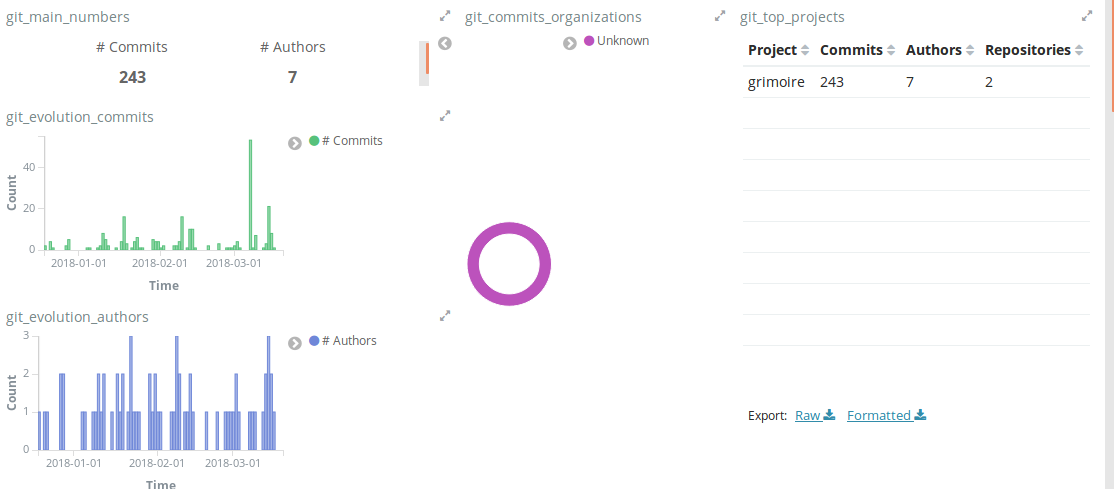 git_main_numbers
# Commits # Authors
243 7
git_evolution_commits
# Commits
Count
40
20
0
2018-01-01 2018-02-01 2018-03-01
Time
git_evolution_authors
# Authors
Count
3
2
1
0
2018-01-01 2018-02-01 2018-03-01
Time
git_commits_organizations
Unknown
git_top_projects
Project Commits Authors Repositories
grimoire 243 7 2
Export: Raw Formatted